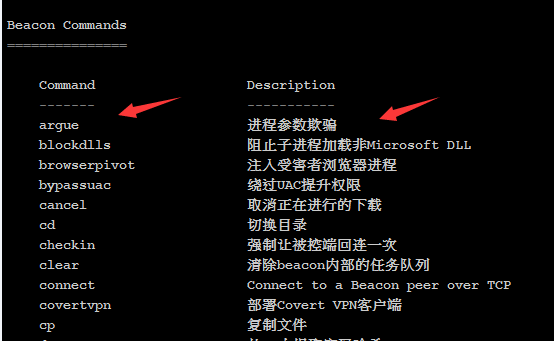 Beacon Commands
===============
Command Description
------- -----------
argue 进程参数欺骗
blockdlls 阻止子进程加载非Microsoft DLL
browserpivot 注入受害者浏览器进程
bypassuac 绕过UAC提升权限
cancel 取消正在进行的下载
cd 切换目录
checkin 强制让被控端回连一次
clear 清除beacon内部的任务队列
connect Connect to a Beacon peer over TCP
covertvpn 部署Covert VPN客户端
cp 复制文件